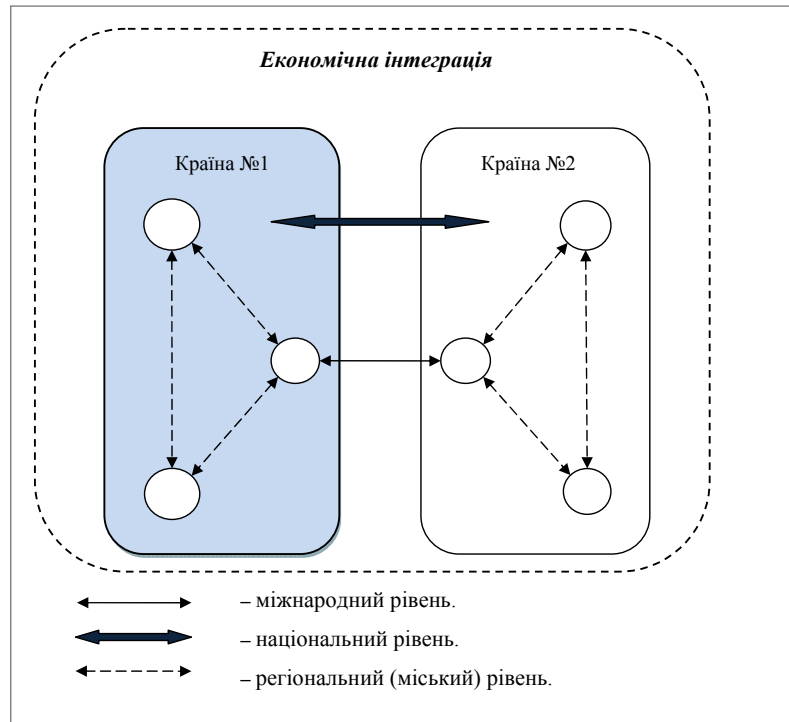 Економічна інтеграція
Країна №1
Країна №2
– міжнародний рівень.
– національний рівень.
– регіональний (міський) рівень.